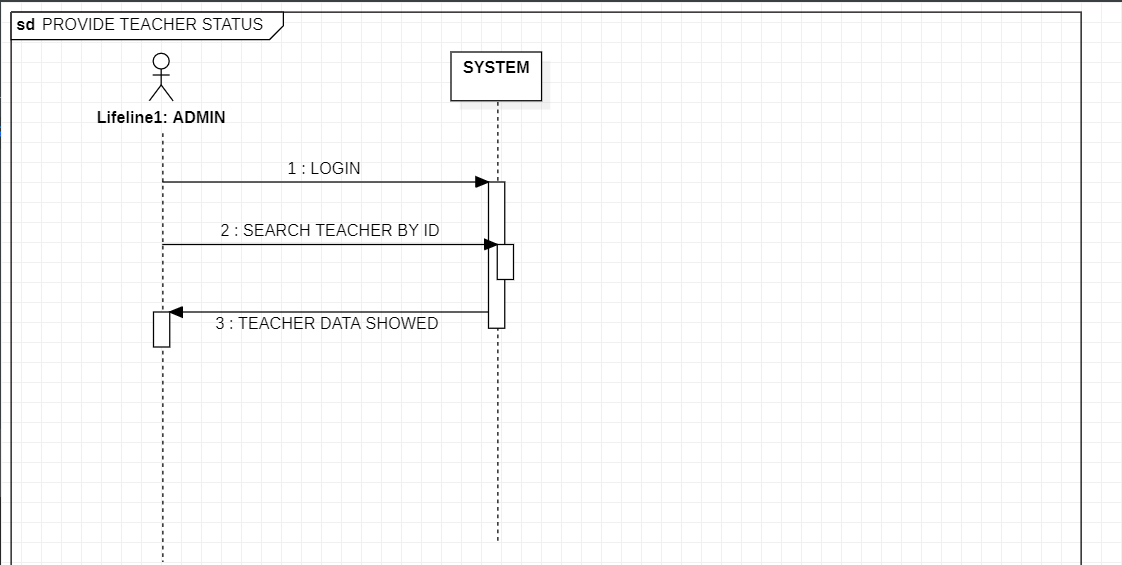 sd PROVIDE TEACHER STATUS
SYSTEM
Lifeline1: ADMIN
1 : LOGIN
2 : SEARCH TEACHER BY ID
3 : TEACHER DATA SHOWED